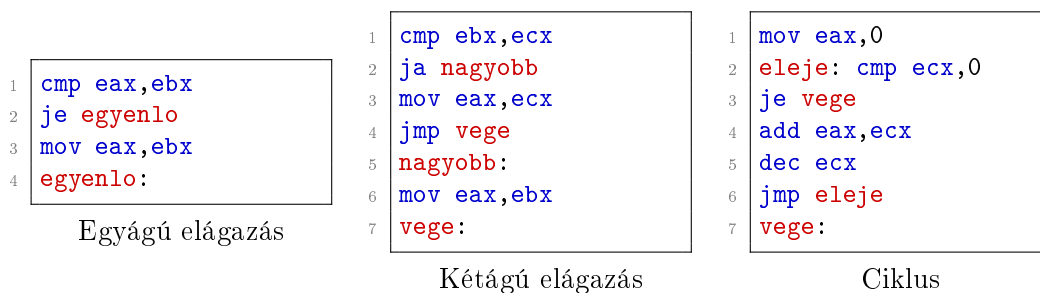 1 cmp eax,ebx
2 je egyenlo
3 mov eax,ebx
4 egyenlo:
Egyágú elágazás
1 cmp ebx,ecx
2 ja nagyobb
3 mov eax,ecx
4 jmp vege
5 nagyobb:
6 mov eax,ebx
7 vege:
Kétágú elágazás
1 mov eax,0
2 eleje: cmp ecx,0
3 je vege
4 add eax,ecx
5 dec ecx
6 jmp eleje
7 vege:
Ciklus